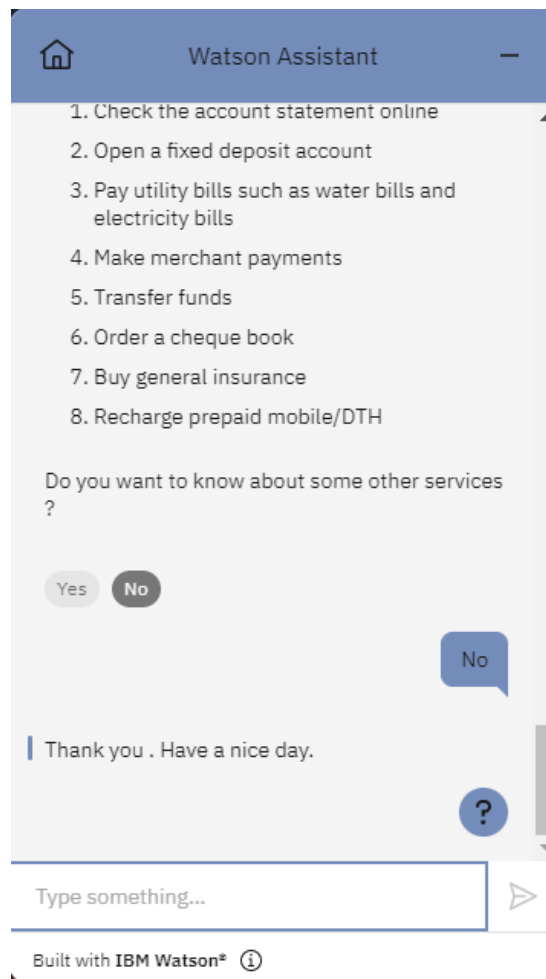 Watson Assistant
1. Check the account statement online
2. Open a fixed deposit account
3. Pay utility bills such as water bills and
electricity bills
4. Make merchant payments
5. Transfer funds
6. Order a cheque book
7. Buy general insurance
8. Recharge prepaid mobile/DTH
Do you want to know about some other services
?
Yes No
No
Thank you . Have a nice day.
?
Type something...
Built with IBM Watson®